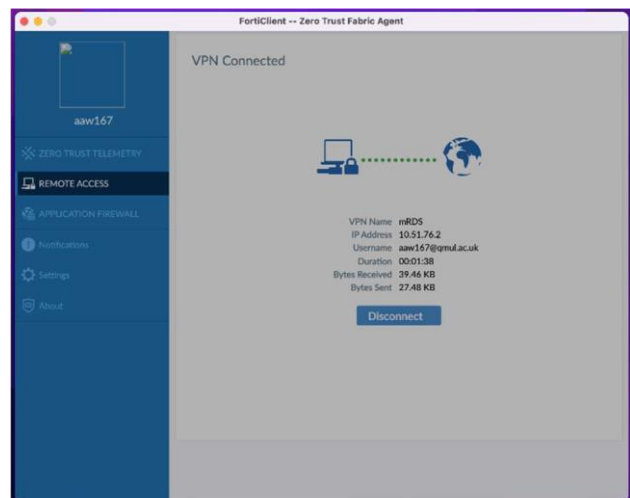 FortiClient -- Zero Trust Fabric Agent
aaw167
ZERO TRUST TELEMETRY
REMOTE ACCESS
APPLICATION FIREWALL
Notifications
Settings
About
VPN Connected
VPN Name mRDS
IP Address 10.51.76.2
Username aaw167@qmul.ac.uk
Duration 00:01:38
Bytes Received 39.46 KB
Bytes Sent 27.48 KB
Disconnect